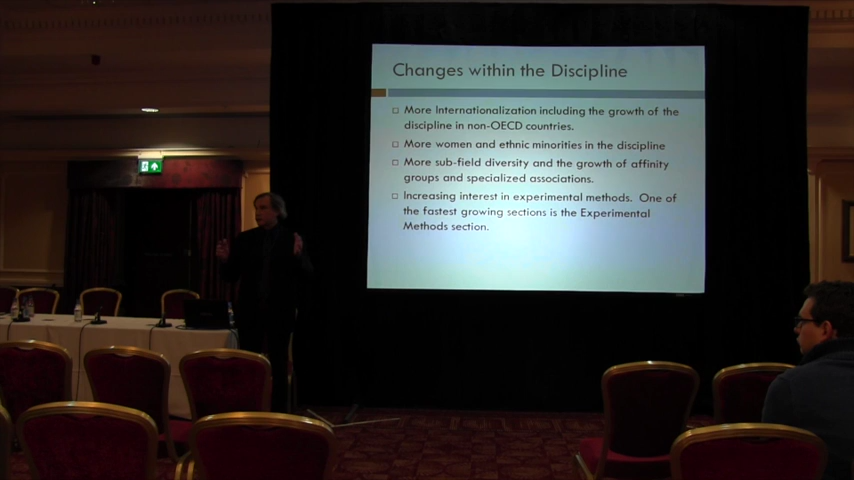 Changes within the Discipline
More Internationalization including the growth of the
discipline in non-OECD countries.
More women and ethnic minorities in the discipline
More sub-field diversity and the growth of affinity
groups and specialized associations.
Increasing interest in experimental methods. One of
the fastest growing sections is the Experimental
Methods section.